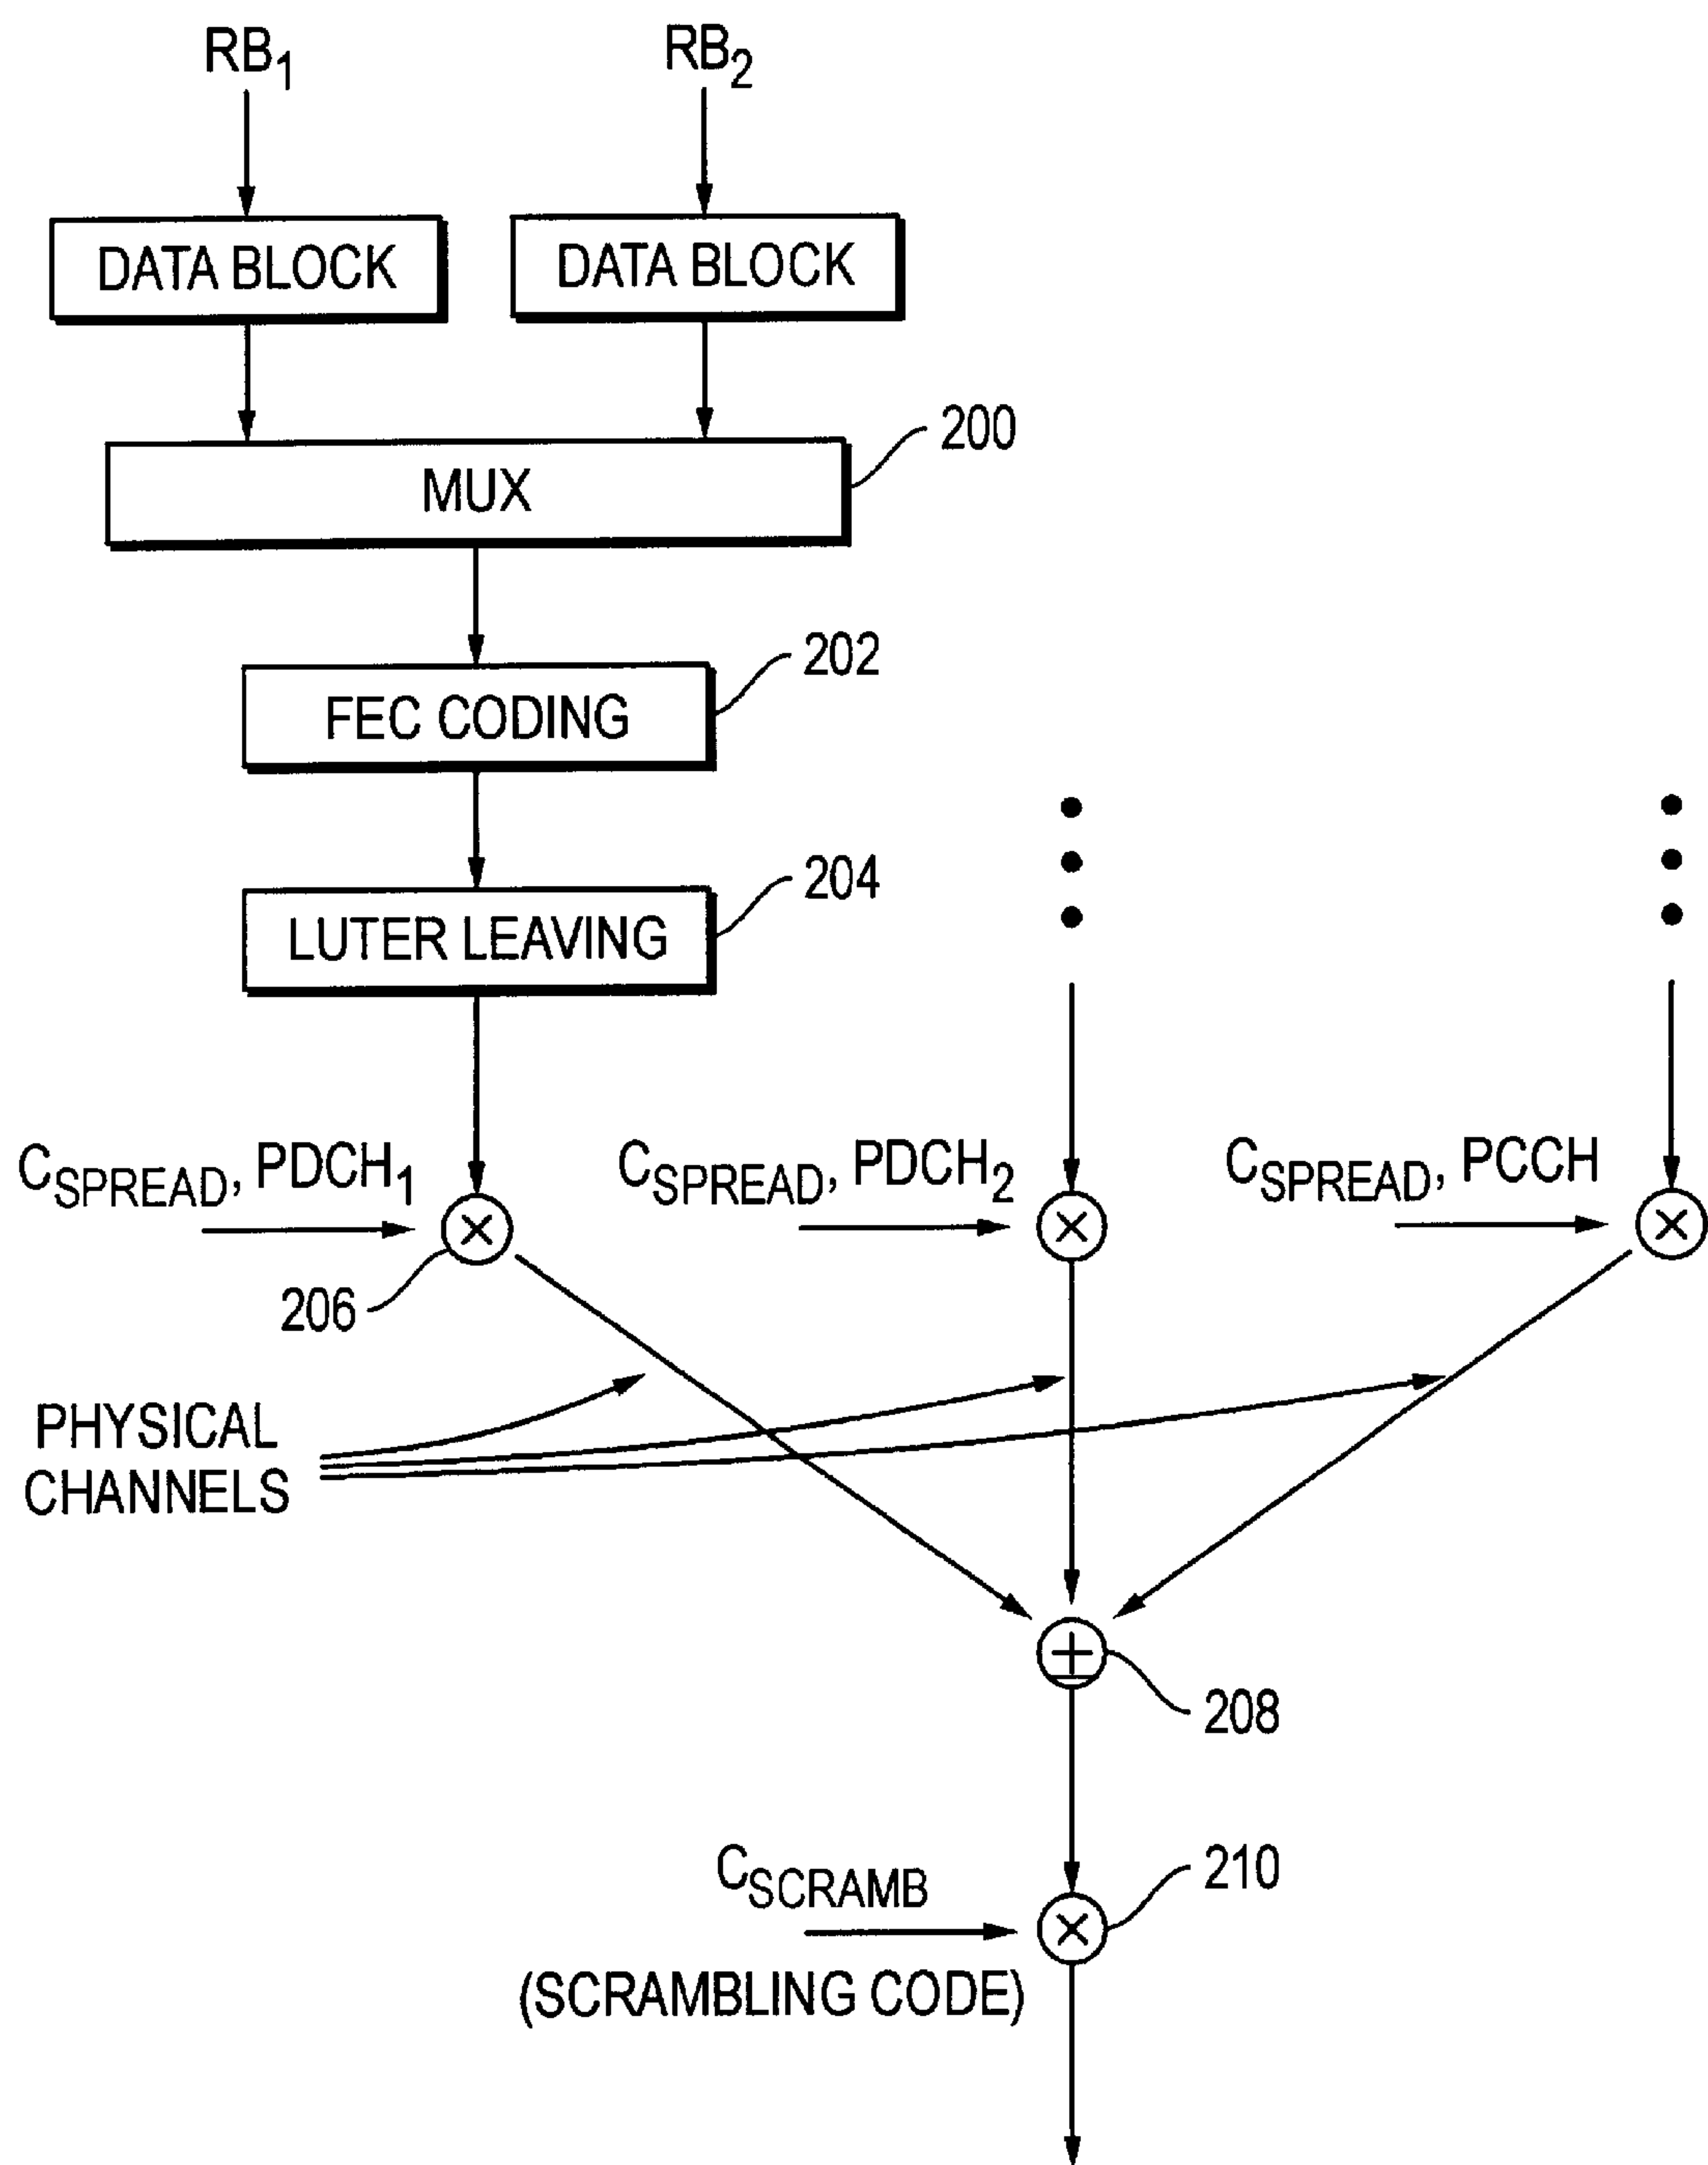 RB1
RB2
DATA BLOCK
DATA BLOCK
200
MUX
202
FEC CODING
204
LUTER LEAVING
CSPREAD, PDCH1
CSPREAD, PDCH2
CSPREAD, PCCH
206
PHYSICAL
CHANNELS
208
CSCRAMB
210
(SCRAMBLING CODE)